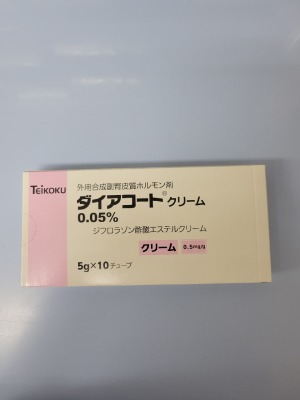 TEIKOKU
外用合成副腎皮質ホルモン剤
ダイアコート® クリーム
0.05%
ジフロラゾン酢酸エステルクリーム
クリーム 0.5mg/g
5g×10チューブ